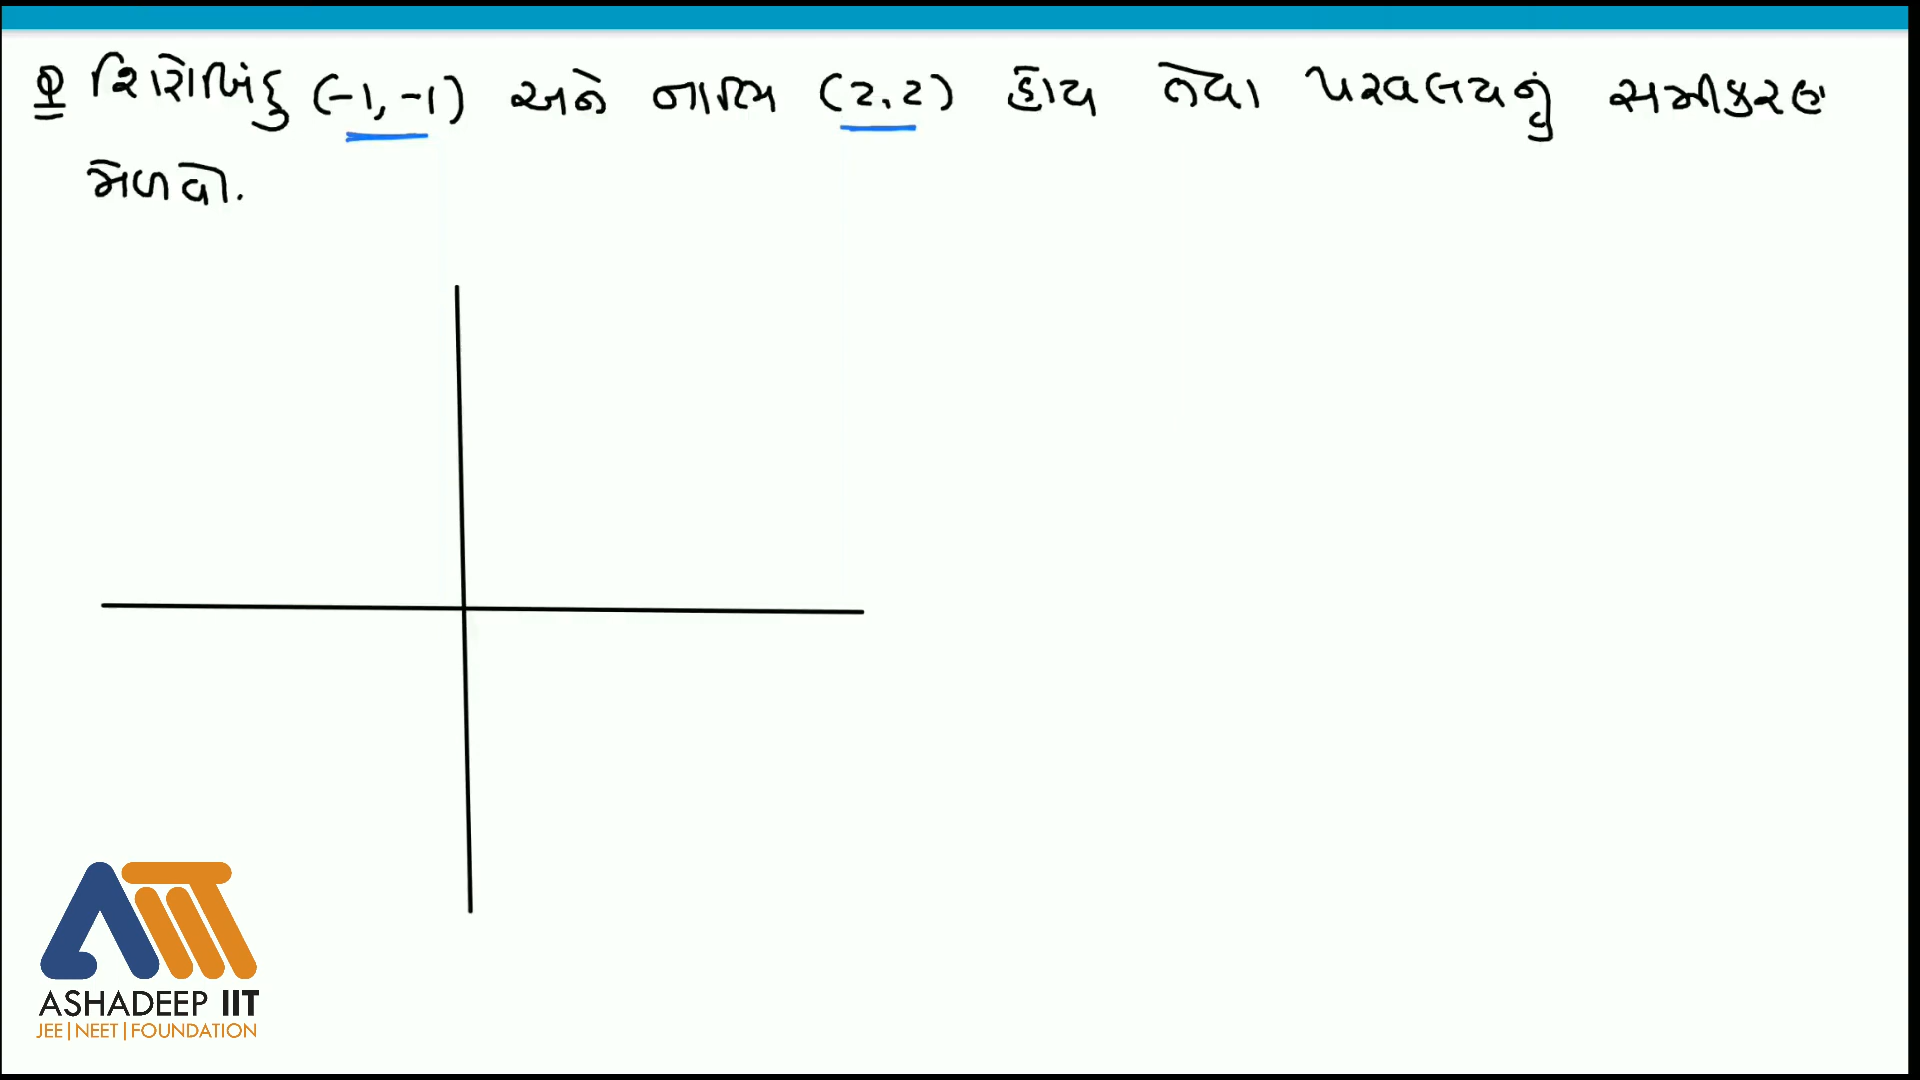 Q શિરોબિંદુ (-1, -1) અને નાભિ (2, 2) હોય તેવા પરવલયનું સમીકરણ
મેળવો.
ASHADEEP IIT
JEE|NEET|FOUNDATION